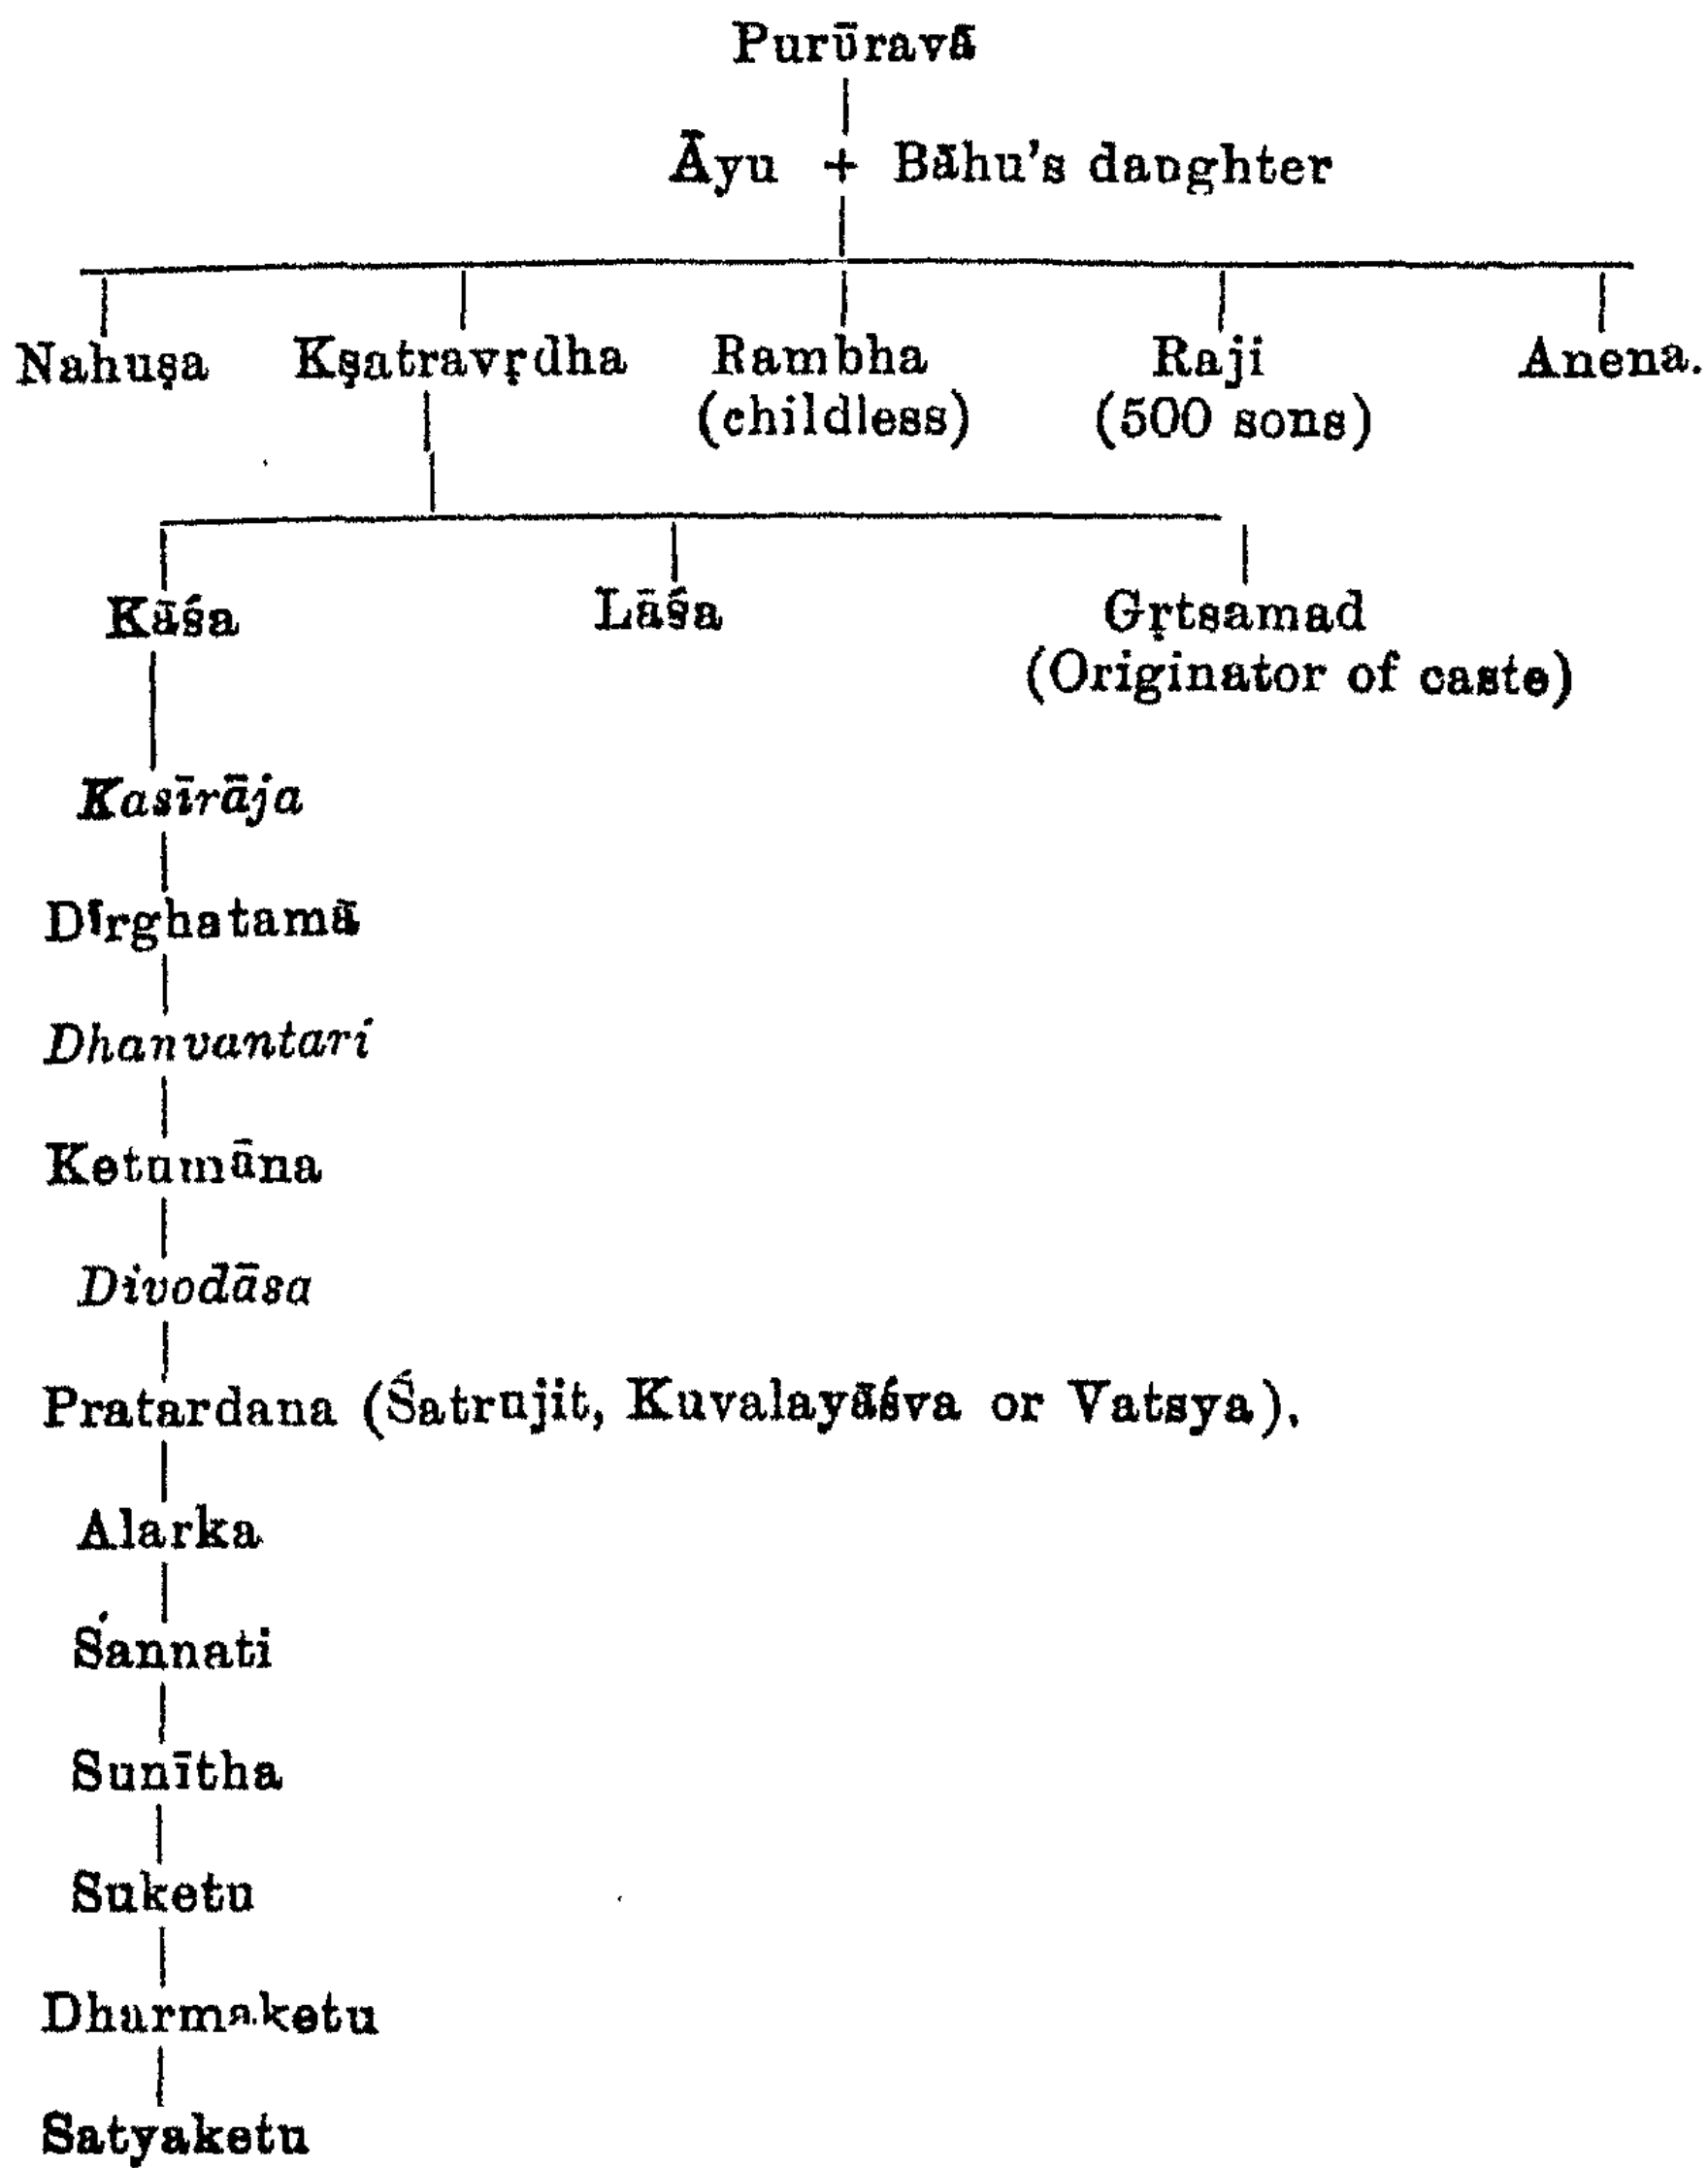 Purūravā
Āyu + Bāhu's daughter
Nahuṣa Kṣatravṛdha Rambha Raji Anena.
(childless) (500 sons)
Kāśa Lāśa Gṛtsamad
(Originator of caste)
Kasīrāja
Dīrghatamā
Dhanvantari
Ketumāna
Divodāsa
Pratardana (Śatrujit, Kuvalayāśva or Vatsya).
Alarka
Śannati
Sunītha
Suketu
Dharmaketu
Satyaketu